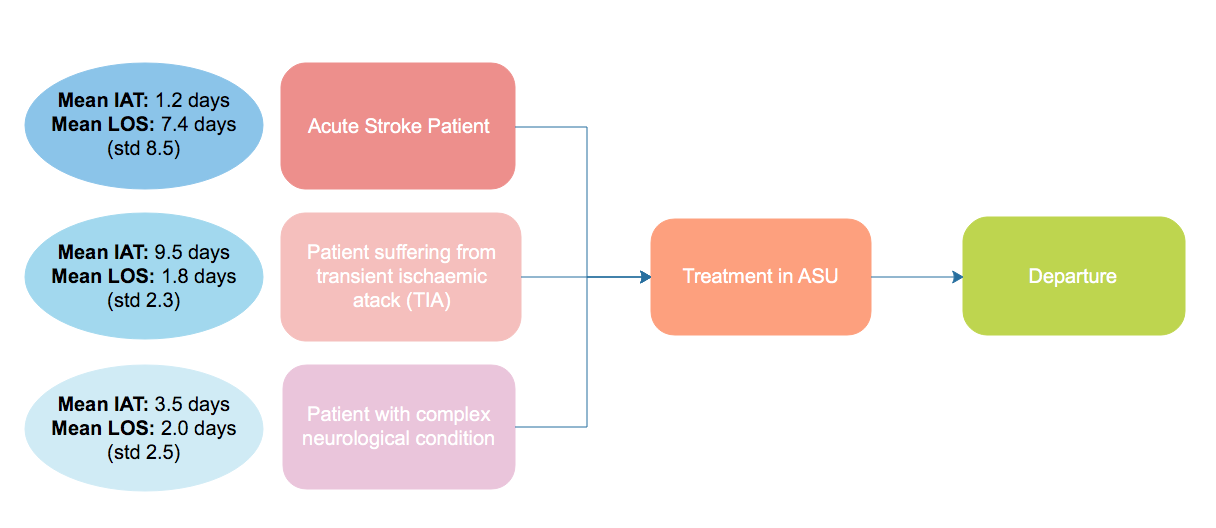 Mean IAT: 1.2 days
Mean LOS: 7.4 days
(std 8.5)
Acute Stroke Patient
Mean IAT: 9.5 days
Mean LOS: 1.8 days
(std 2.3)
Patient suffering from
transient ischaemic
atack (TIA)
Treatment in ASU
Departure
Mean IAT: 3.5 days
Mean LOS: 2.0 days
(std 2.5)
Patient with complex
neurological condition